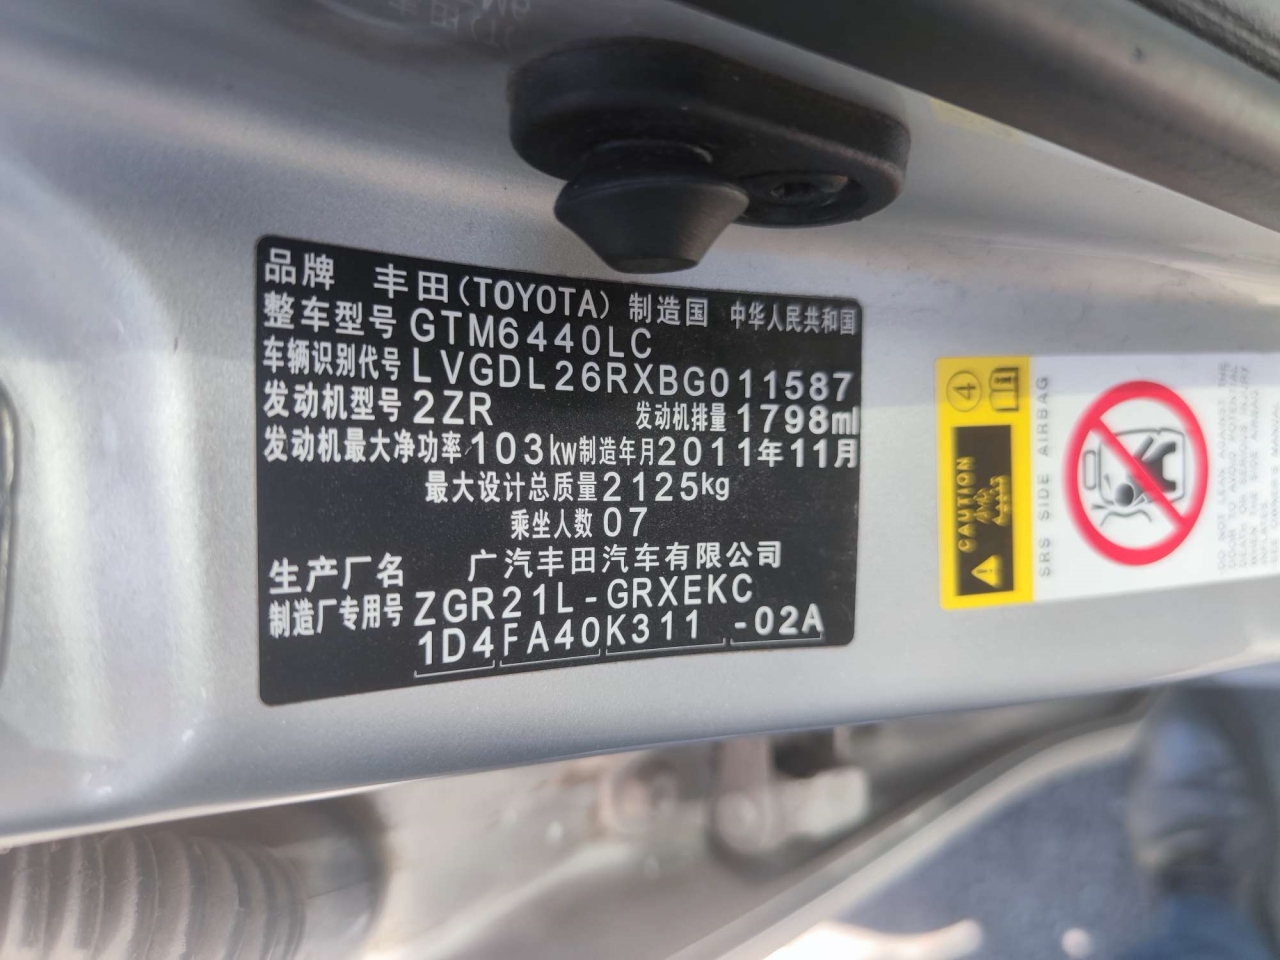 品牌 丰田(TOYOTA) 制造国 中华人民共和国
整车型号 GTM6440LC
车辆识别代号 LVGDL26RXBG011587
发动机型号 2ZR 发动机排量 1798ml
发动机最大净功率 103kw 制造年月 2011年11月
最大设计总质量 2125kg
乘坐人数 07
生产厂名 广汽丰田汽车有限公司
制造厂专用号 ZGR21L-GRXEKC
1D4FA40K311 -02A
4
CAUTION
SRS SIDE AIRBAG